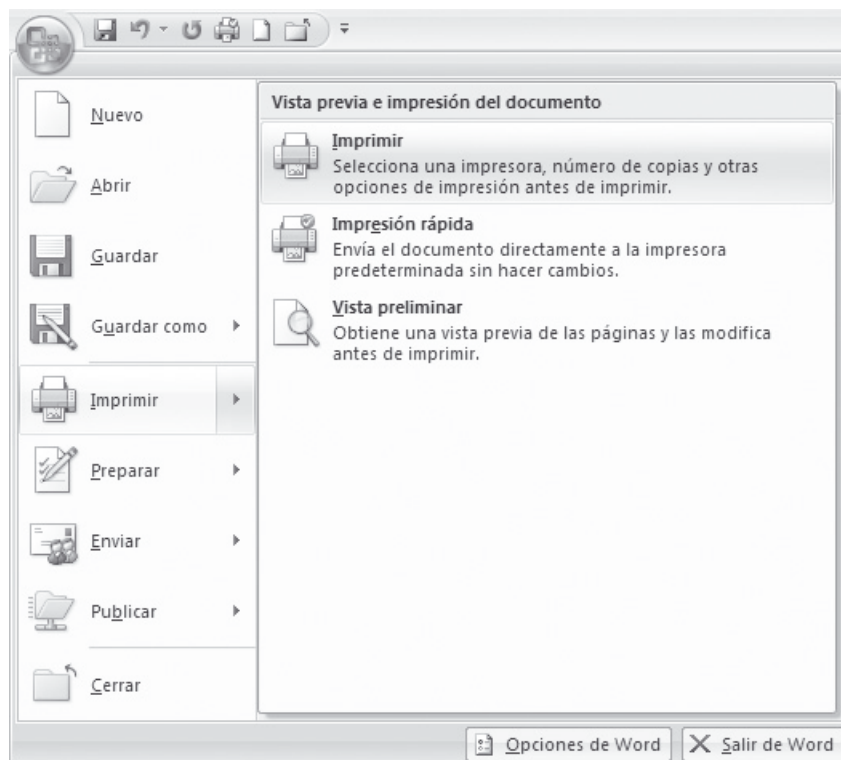 Nuevo
Abrir
Guardar
Guardar como
Imprimir
Preparar
Enviar
Publicar
Cerrar
Vista previa e impresión del documento
Imprimir
Selecciona una impresora, número de copias y otras
opciones de impresión antes de imprimir.
Impresión rápida
Envía el documento directamente a la impresora
predeterminada sin hacer cambios.
Vista preliminar
Obtiene una vista previa de las páginas y las modifica
antes de imprimir.
Opciones de Word
Salir de Word